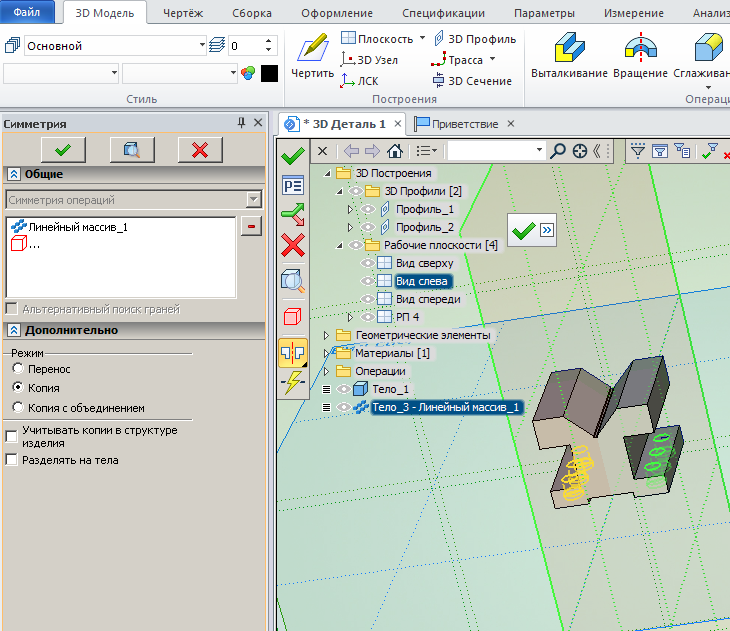 Файл
3D Модель
Чертёж
Сборка
Оформление
Спецификации
Параметры
Измерение
Анализ
Основной
0
Стиль
Чертить
Плоскость
3D Узел
ЛСК
3D Профиль
Трасса
3D Сечение
Построения
Выталкивание
Вращение
Сглаживан
Операци
Симметрия
Общие
Симметрия операций
Линейный массив_1
...
Альтернативный поиск граней
Дополнительно
Режим
Перенос
Копия
Копия с объединением
Учитывать копии в структуре
изделия
Разделять на тела
* 3D Деталь 1
Приветствие
3D Построения
3D Профили [2]
Профиль_1
Профиль_2
Рабочие плоскости [4]
Вид сверху
Вид слева
Вид спереди
РП 4
Геометрические элементы
Материалы [1]
Операции
Тело_1
Тело_3 - Линейный массив_1